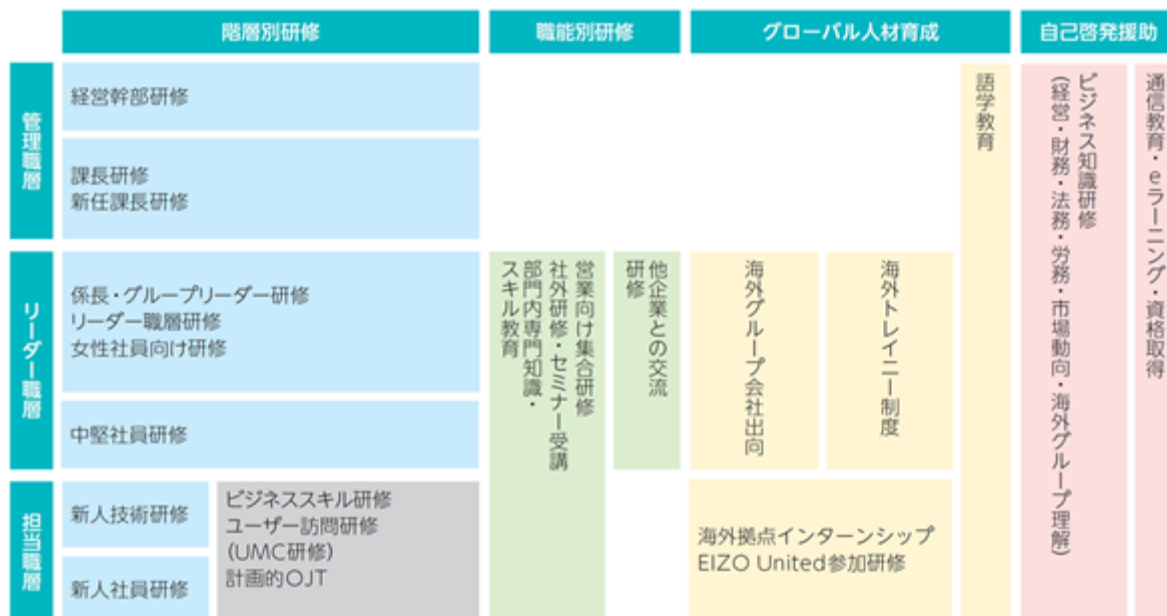 階層別研修
職能別研修
グローバル人材育成
自己啓発援助
管理職層
経営幹部研修
課長研修
新任課長研修
語学教育
ビジネス知識研修
(経営・財務・法務・労務・市場動向・海外グループ理解)
通信教育・eラーニング・資格取得
リーダー職層
係長・グループリーダー研修
リーダー職層研修
女性社員向け研修
中堅社員研修
営業向け集合研修
社外研修・セミナー受講
部門内専門知識・
スキル教育
他企業との交流
研修
海外グループ会社出向
海外トレイニー制度
担当職層
新人技術研修
新人社員研修
ビジネススキル研修
ユーザー訪問研修
(UMC研修)
計画的OJT
海外拠点インターンシップ
EIZO United参加研修